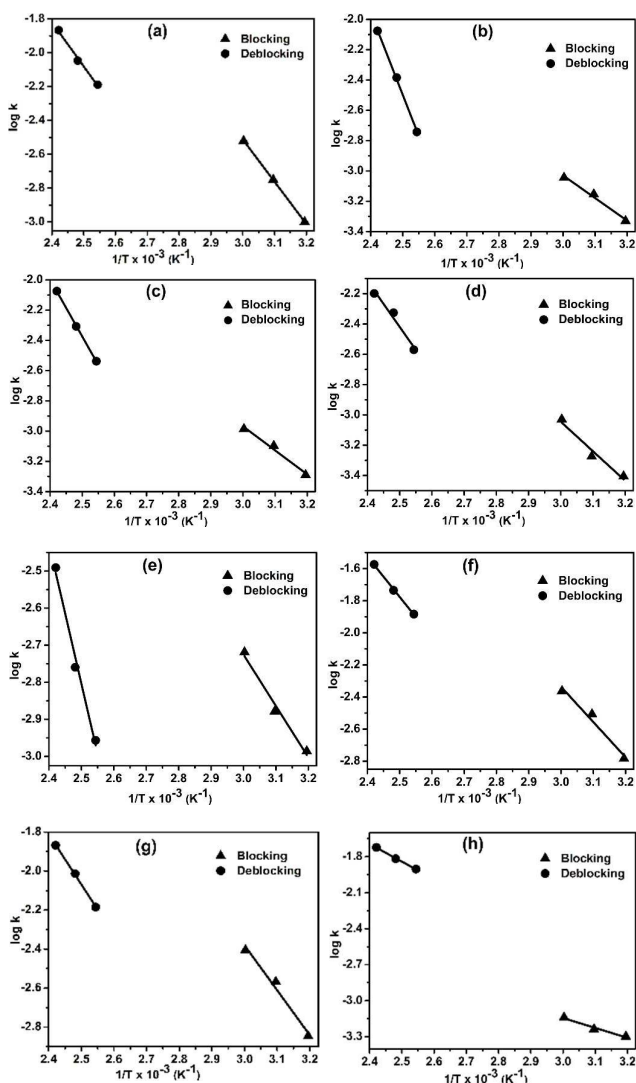 (a)
Blocking
Deblocking
-1.8
-2.0
-2.2
-2.4
-2.6
-2.8
-3.0
log k
2.4 2.5 2.6 2.7 2.8 2.9 3.0 3.1 3.2
1/T x 10-3 (K-1)
(b)
Blocking
Deblocking
-2.0
-2.2
-2.4
-2.6
-2.8
-3.0
-3.2
-3.4
log k
2.4 2.5 2.6 2.7 2.8 2.9 3.0 3.1 3.2
1/T x 10-3 (K-1)
(c)
Blocking
Deblocking
-2.0
-2.2
-2.4
-2.6
-2.8
-3.0
-3.2
-3.4
log k
2.4 2.5 2.6 2.7 2.8 2.9 3.0 3.1 3.2
1/T x 10-3 (K-1)
(d)
Blocking
Deblocking
-2.2
-2.4
-2.6
-2.8
-3.0
-3.2
-3.4
log k
2.4 2.5 2.6 2.7 2.8 2.9 3.0 3.1 3.2
1/T x 10-3 (K-1)
(e)
Blocking
Deblocking
-2.5
-2.6
-2.7
-2.8
-2.9
-3.0
log k
2.4 2.5 2.6 2.7 2.8 2.9 3.0 3.1 3.2
1/T x 10-3 (K-1)
(f)
Blocking
Deblocking
-1.6
-1.8
-2.0
-2.2
-2.4
-2.6
-2.8
log k
2.4 2.5 2.6 2.7 2.8 2.9 3.0 3.1 3.2
1/T x 10-3 (K-1)
(g)
Blocking
Deblocking
-1.8
-2.0
-2.2
-2.4
-2.6
-2.8
log k
2.4 2.5 2.6 2.7 2.8 2.9 3.0 3.1 3.2
1/T x 10-3 (K-1)
(h)
Blocking
Deblocking
-1.8
-2.1
-2.4
-2.7
-3.0
-3.3
log k
2.4 2.5 2.6 2.7 2.8 2.9 3.0 3.1 3.2
1/T x 10-3 (K-1)